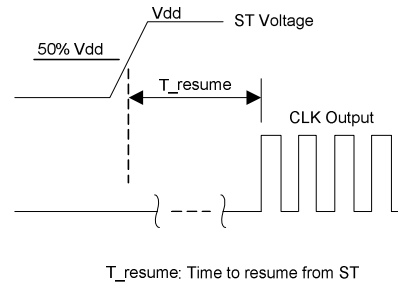 Vdd
ST Voltage
50% Vdd
T_resume
CLK Output
T_resume: Time to resume from ST